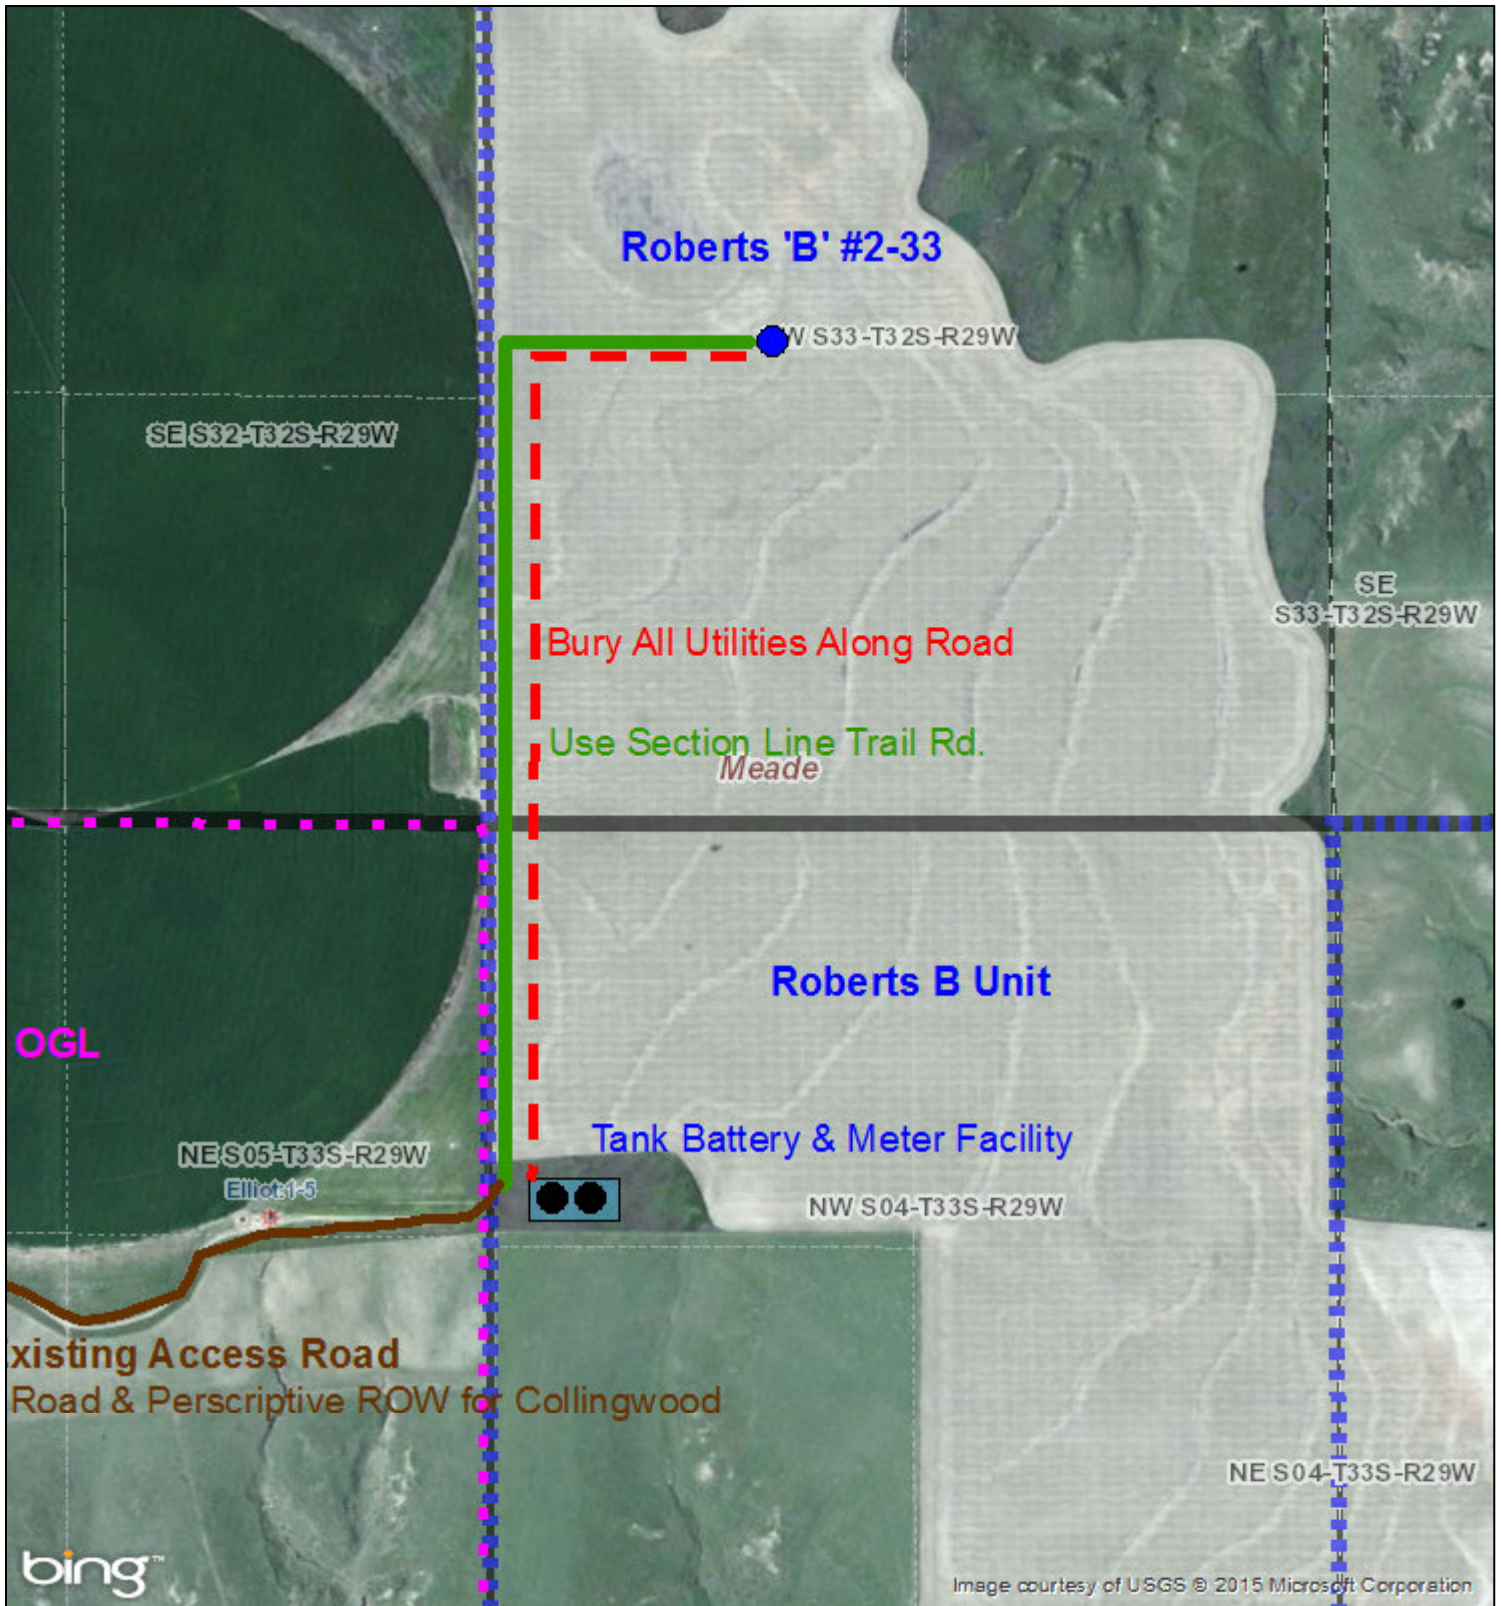 Roberts 'B' #2-33
W S33-T32S-R29W
SE S32-T32S-R29W
SE
S33-T32S-R29W
Bury All Utilities Along Road
Use Section Line Trail Rd.
Meade
Roberts B Unit
OGL
Tank Battery & Meter Facility
NE S05-T33S-R29W
Elliot 1-5
NW S04-T33S-R29W
xisting Access Road
Road & Perscriptive ROW for Collingwood
NE S04-T33S-R29W
bing™
Image courtesy of USGS © 2015 Microsoft Corporation